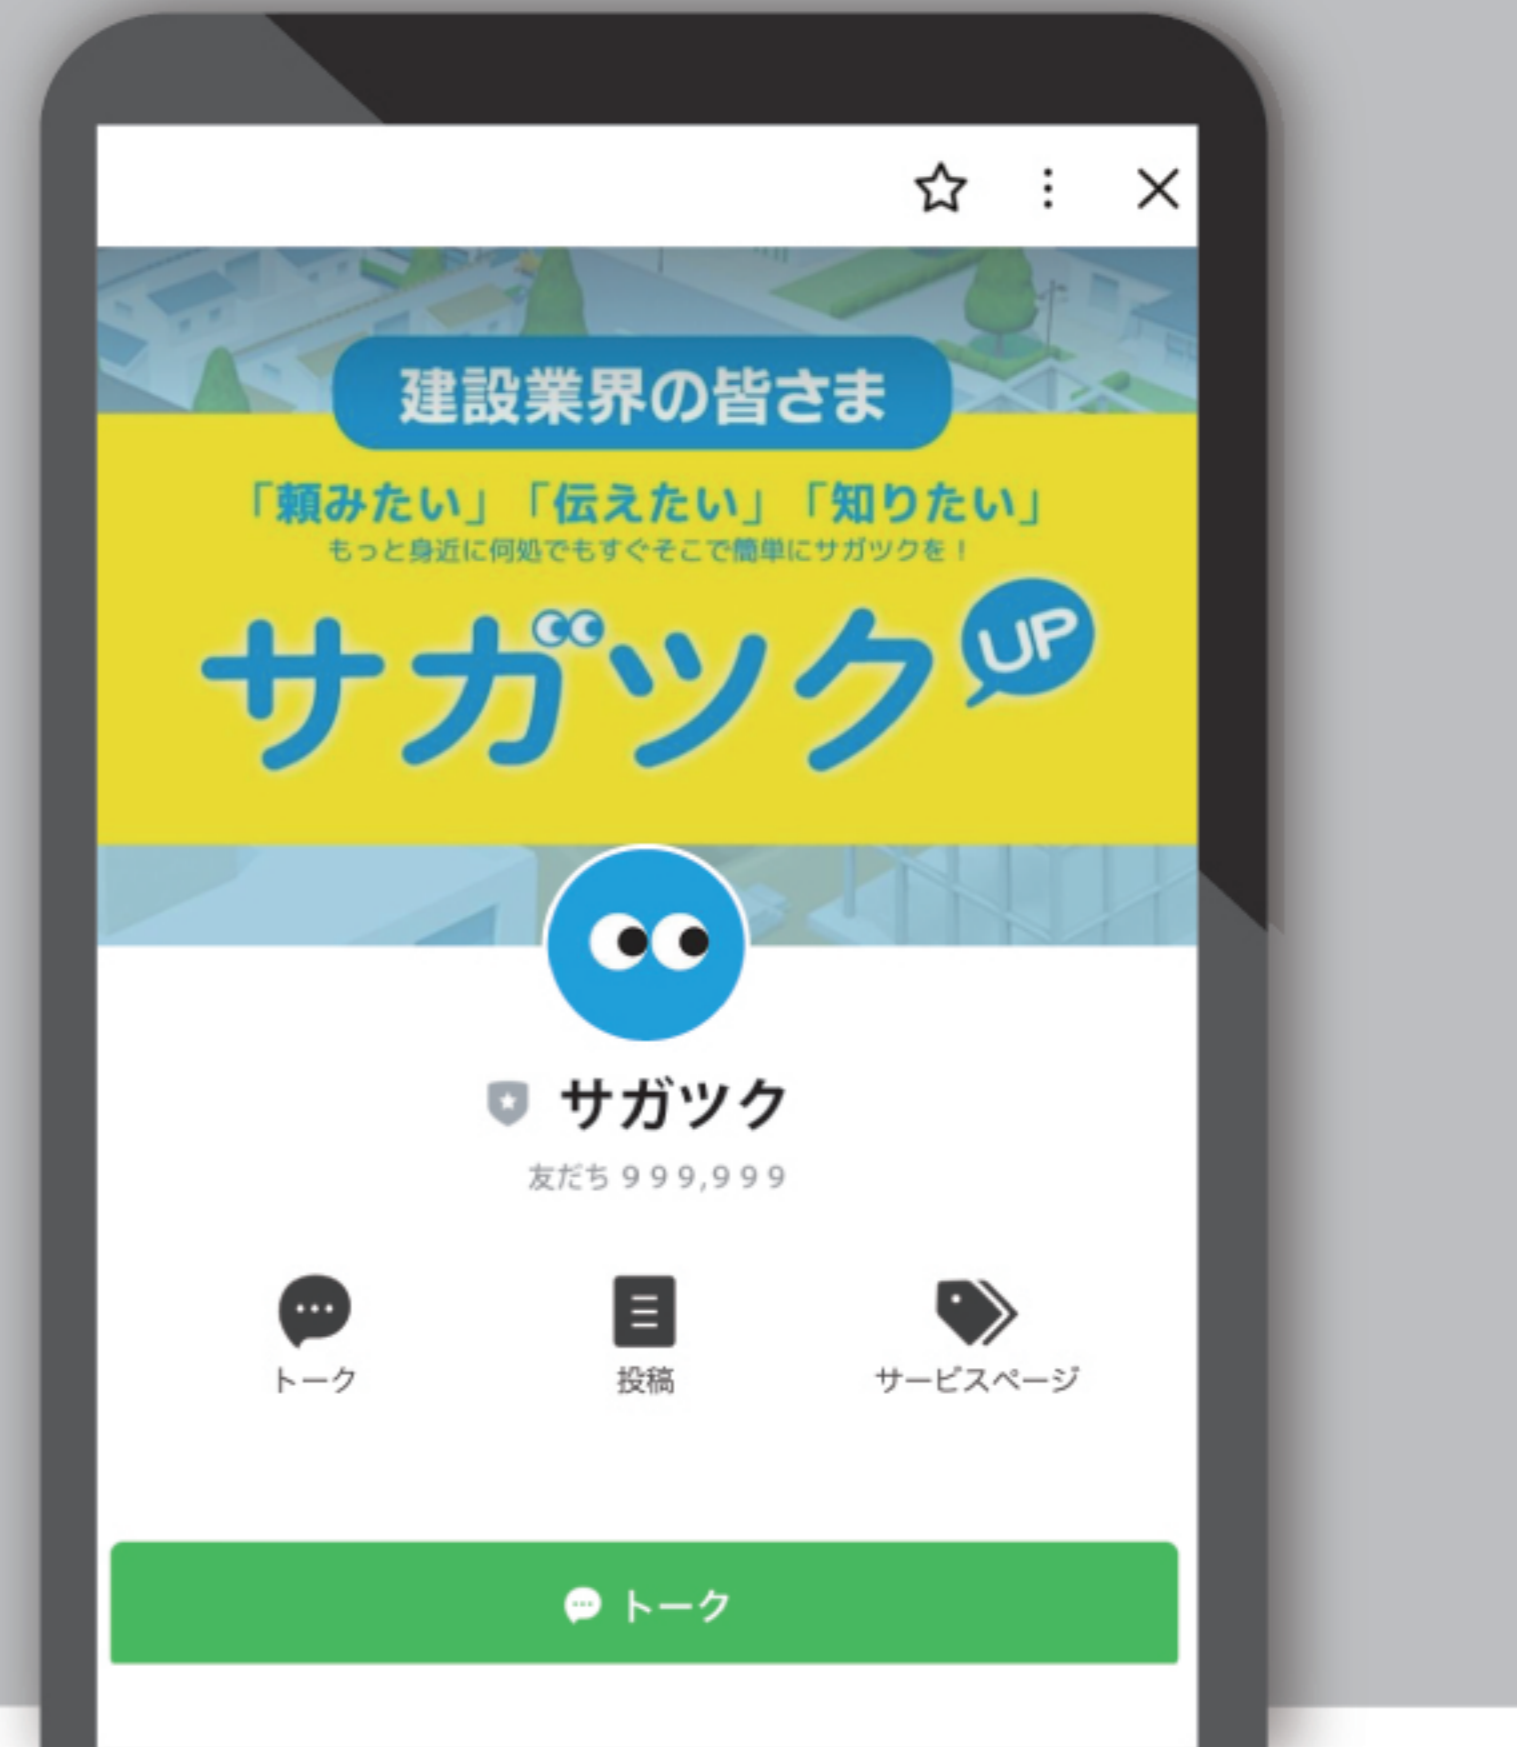 建設業界の皆さま
「頼みたい」「伝えたい」「知りたい」
もっと身近に何処でもすぐそこで簡単にサガツクを！
サガツクUP
サガツク
友だち 999,999
トーク 投稿 サービスページ
トーク